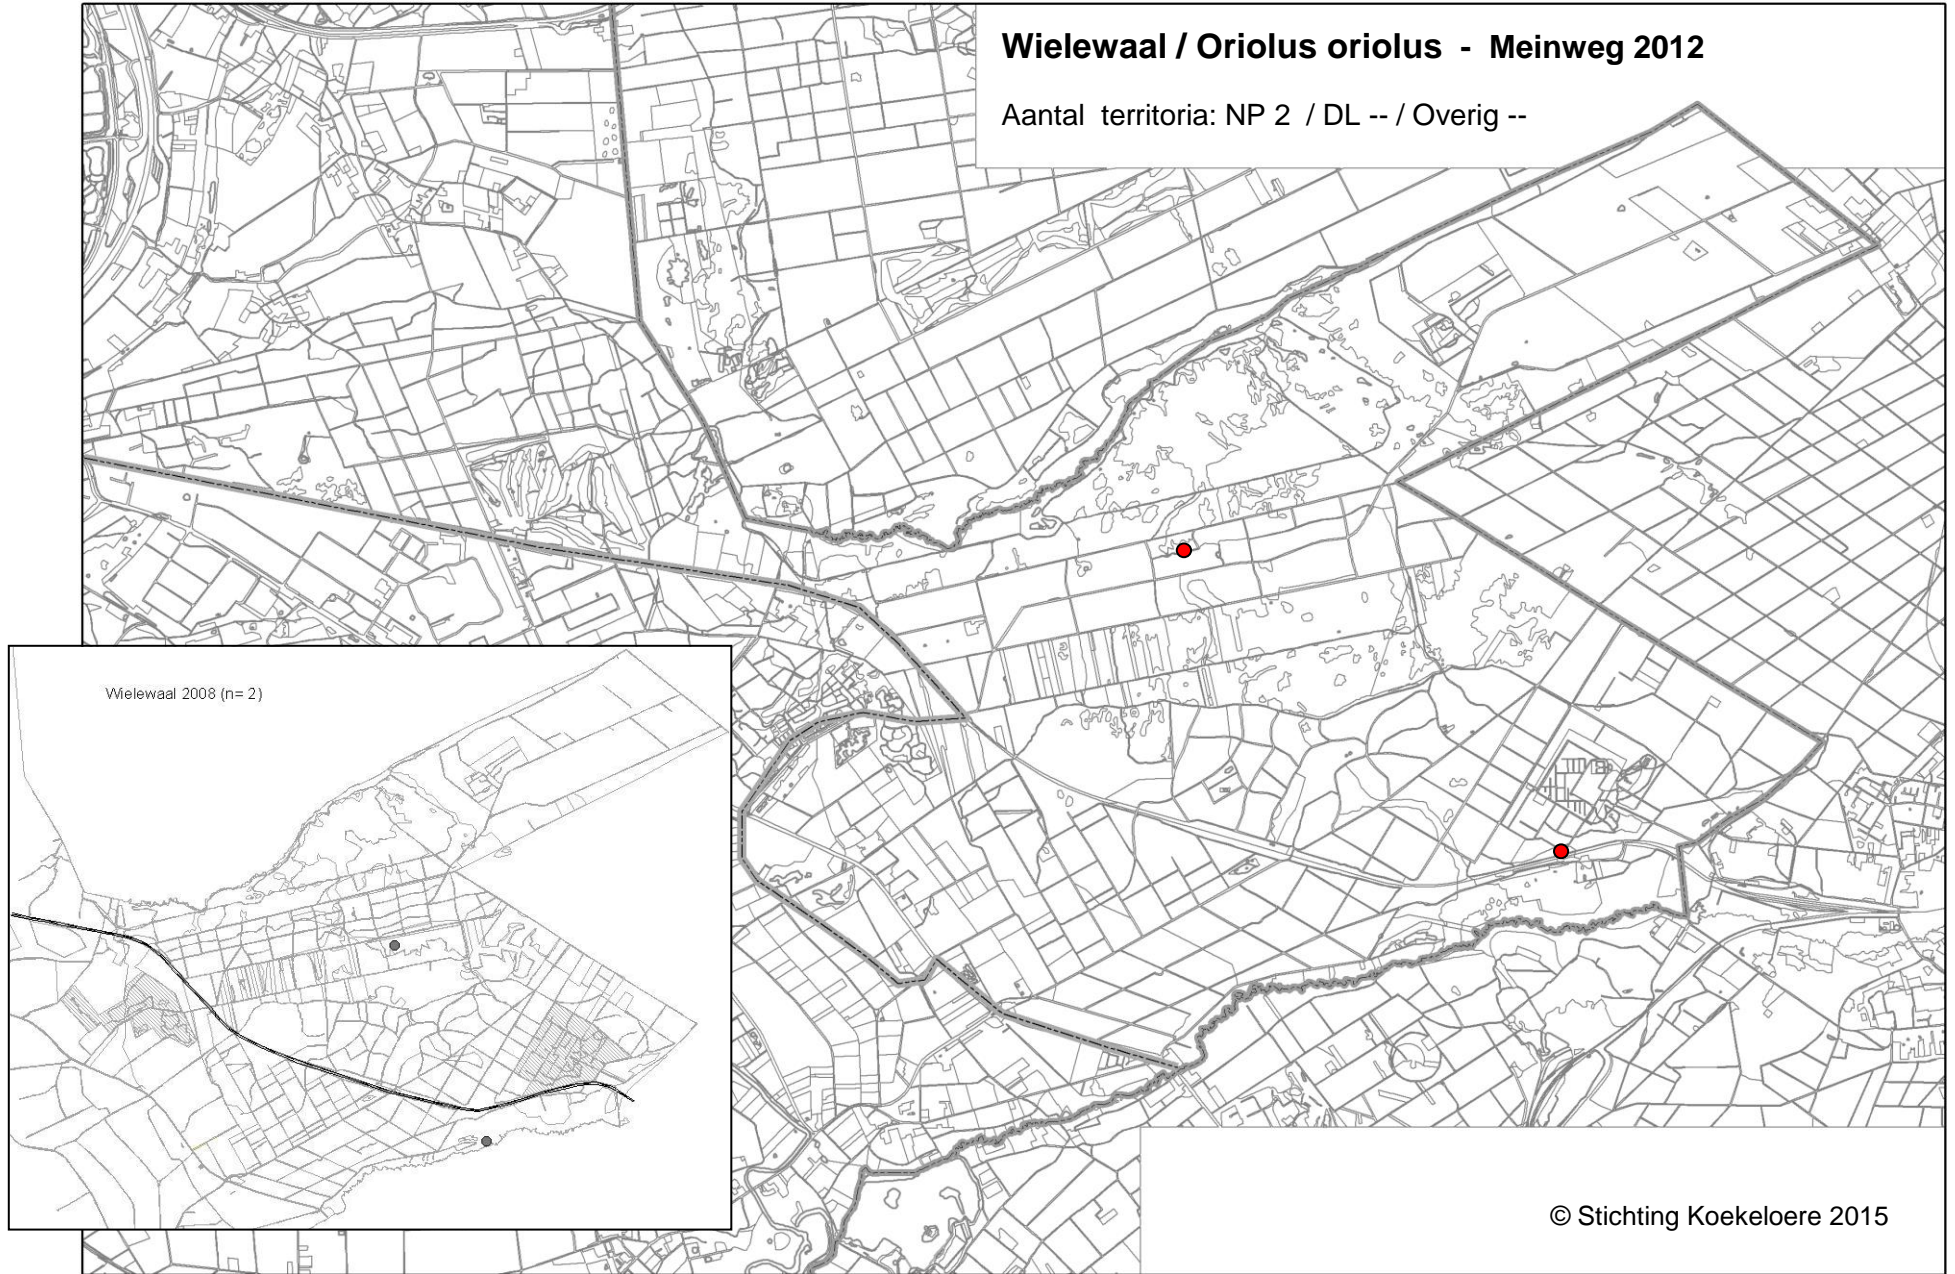 Wielewaal / Oriolus oriolus - Meinweg 2012
Aantal territoria: NP 2 / DL -- / Overig --
Wielewaal 2008 (n= 2)
© Stichting Koekeloere 2015